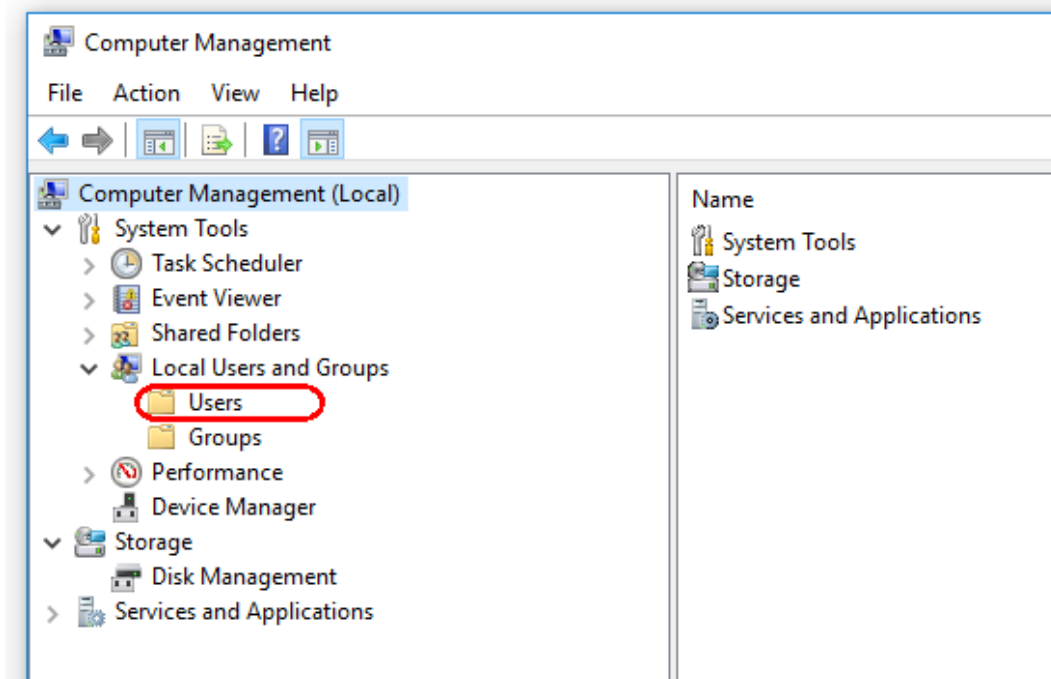 Computer Management
File Action View Help
Computer Management (Local)
System Tools
Task Scheduler
Event Viewer
Shared Folders
Local Users and Groups
Users
Groups
Performance
Device Manager
Storage
Disk Management
Services and Applications
Name
System Tools
Storage
Services and Applications